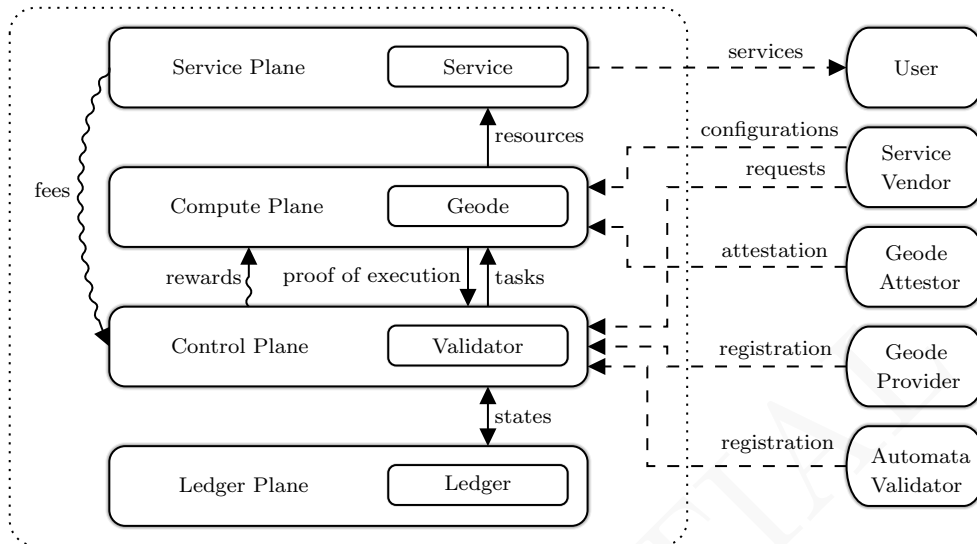 Service Plane
Service
services
User
resources
configurations
requests
Service
Vendor
fees
Compute Plane
Geode
attestation
Geode
Attestor
rewards
proof of execution
tasks
Control Plane
Validator
registration
Geode
Provider
states
registration
Automata
Validator
Ledger Plane
Ledger